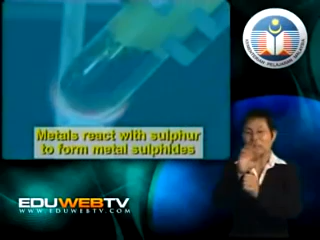 Metals react with sulphur
to form metal sulphides
EDUWEBTV
WWW.EDUWEBTV.COM